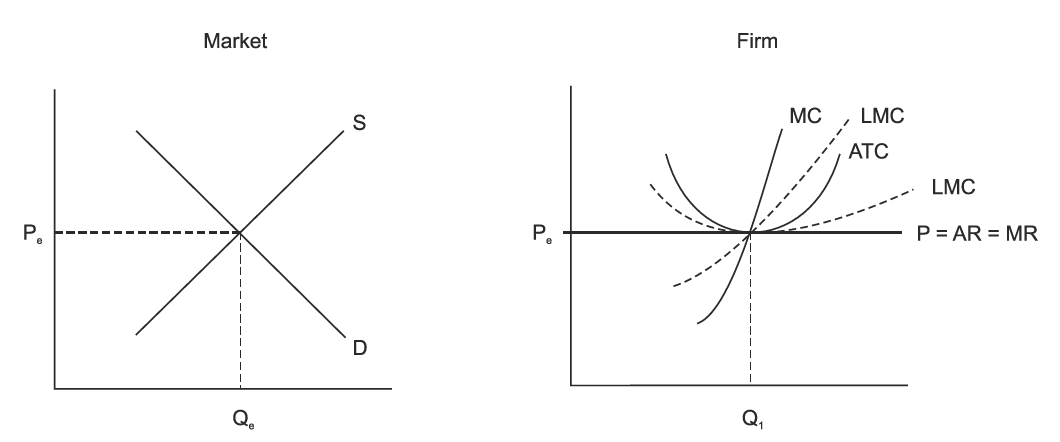 Market
S
Pe
D
Qe
Firm
MC
LMC
ATC
LMC
Pe
P = AR = MR
Q1